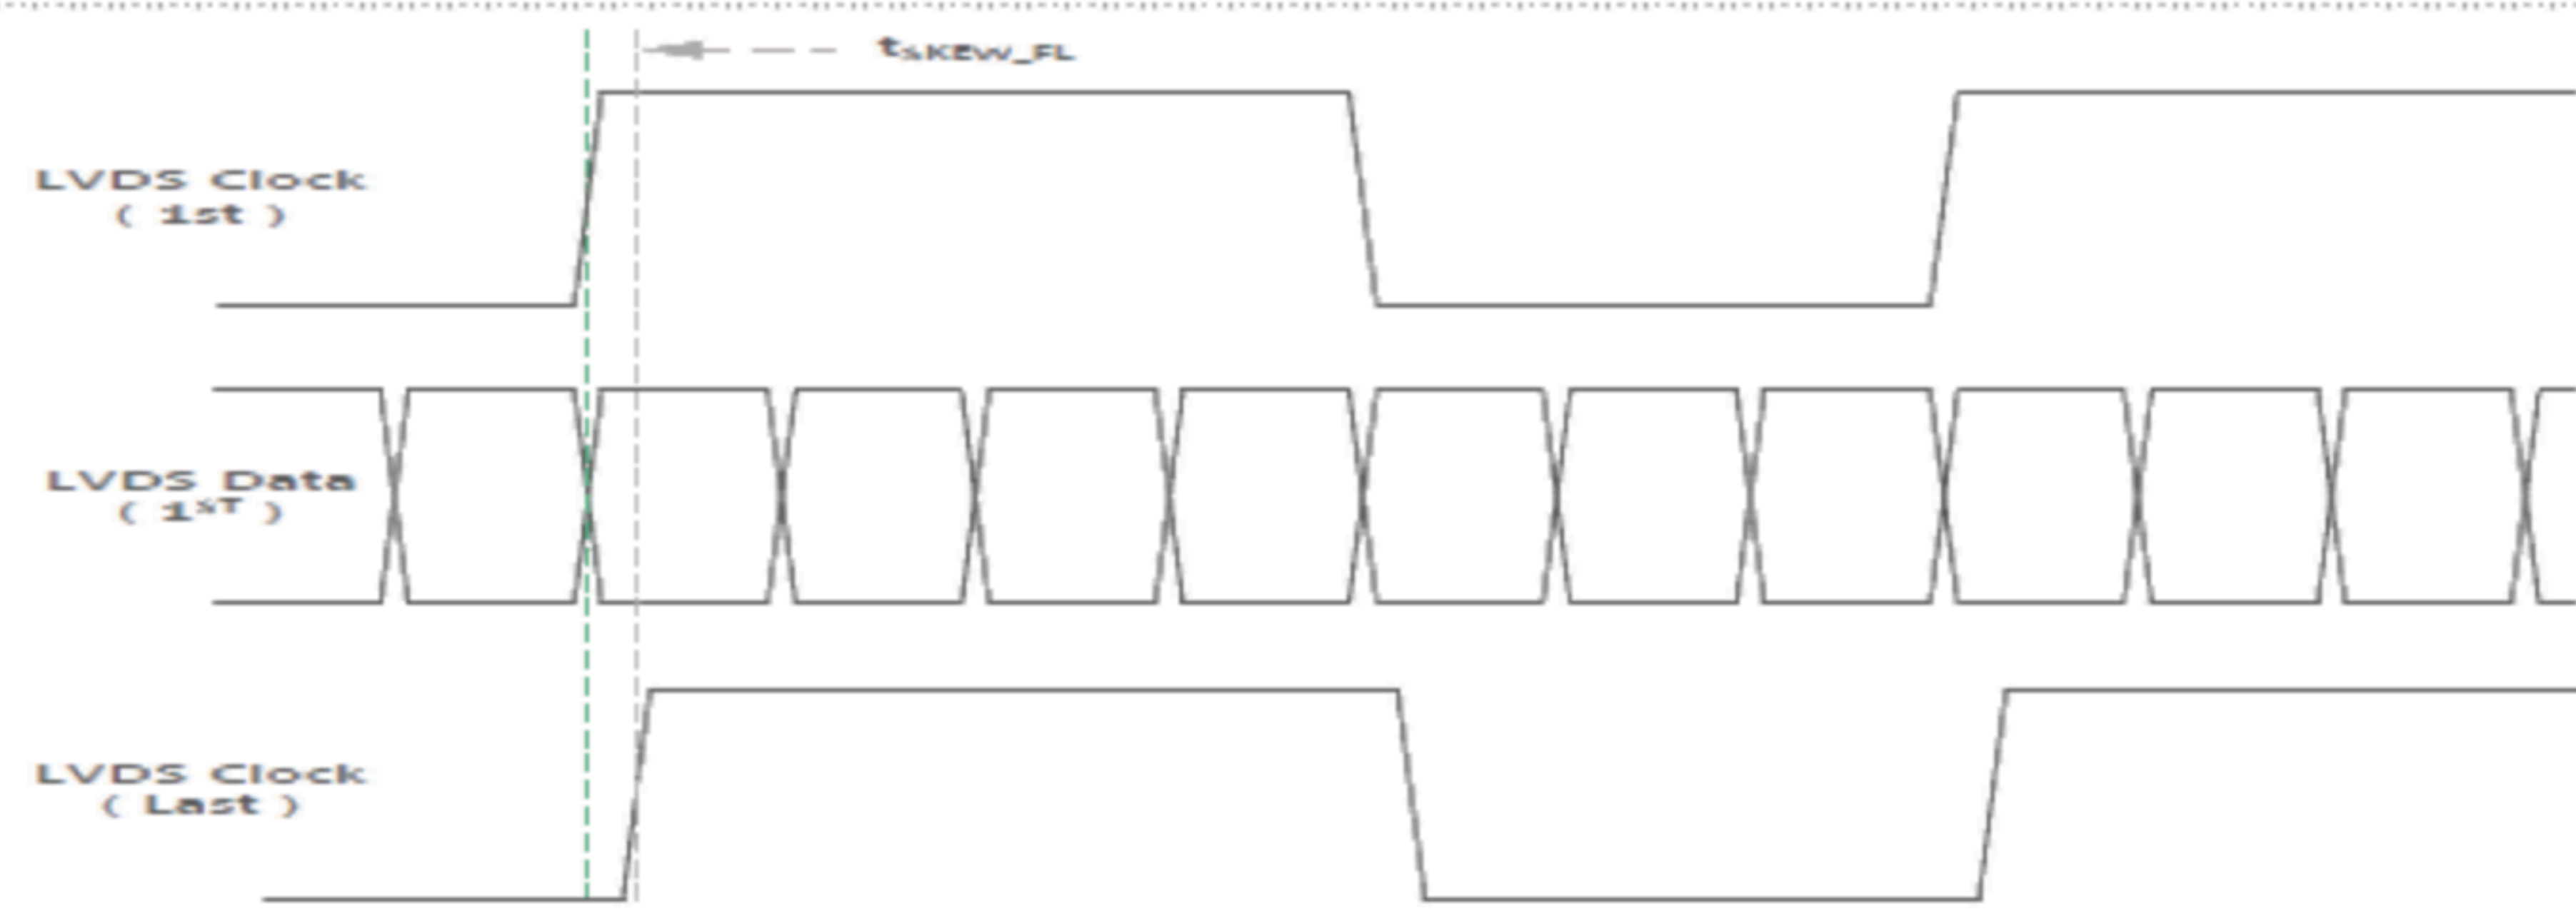 tSKEW_FL
LVDS Clock
( 1st )
LVDS Data
( 1ST )
LVDS Clock
( Last )